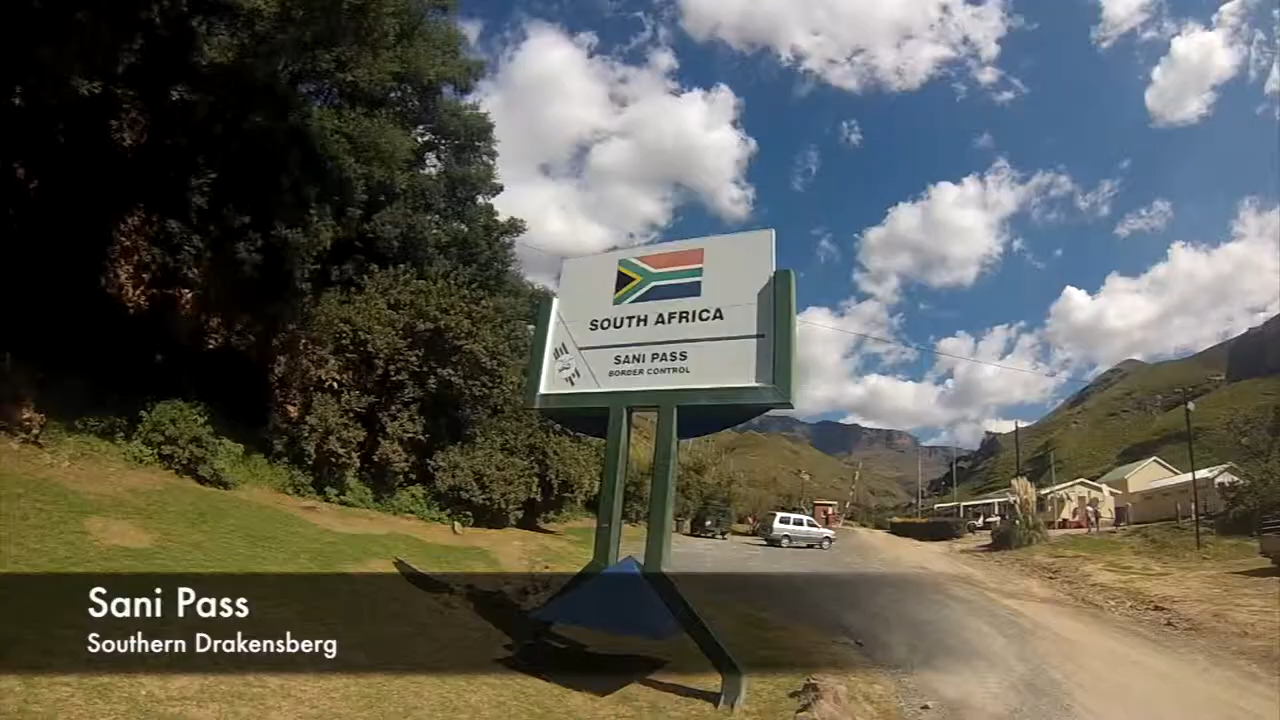 SOUTH AFRICA
SANI PASS
BORDER CONTROL
Sani Pass
Southern Drakensberg